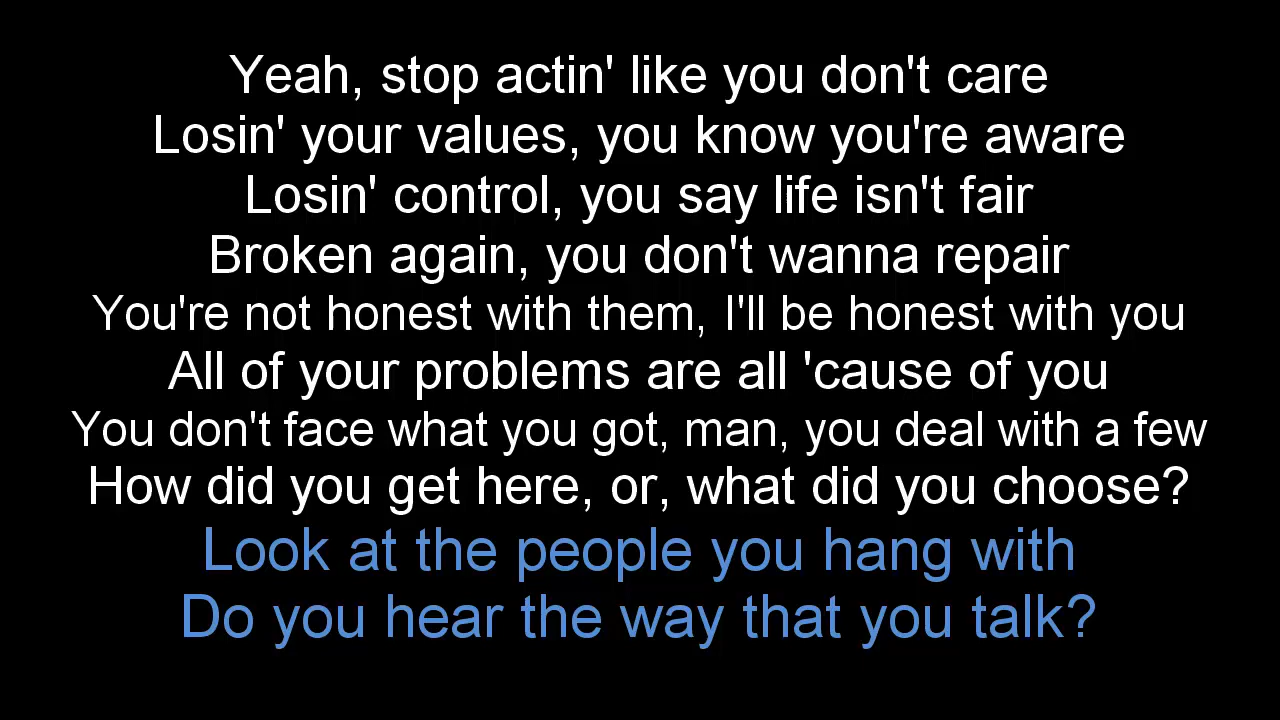 Yeah, stop actin' like you don't care
Losin' your values, you know you're aware
Losin' control, you say life isn't fair
Broken again, you don't wanna repair
You're not honest with them, I'll be honest with you
All of your problems are all 'cause of you
You don't face what you got, man, you deal with a few
How did you get here, or, what did you choose?
Look at the people you hang with
Do you hear the way that you talk?